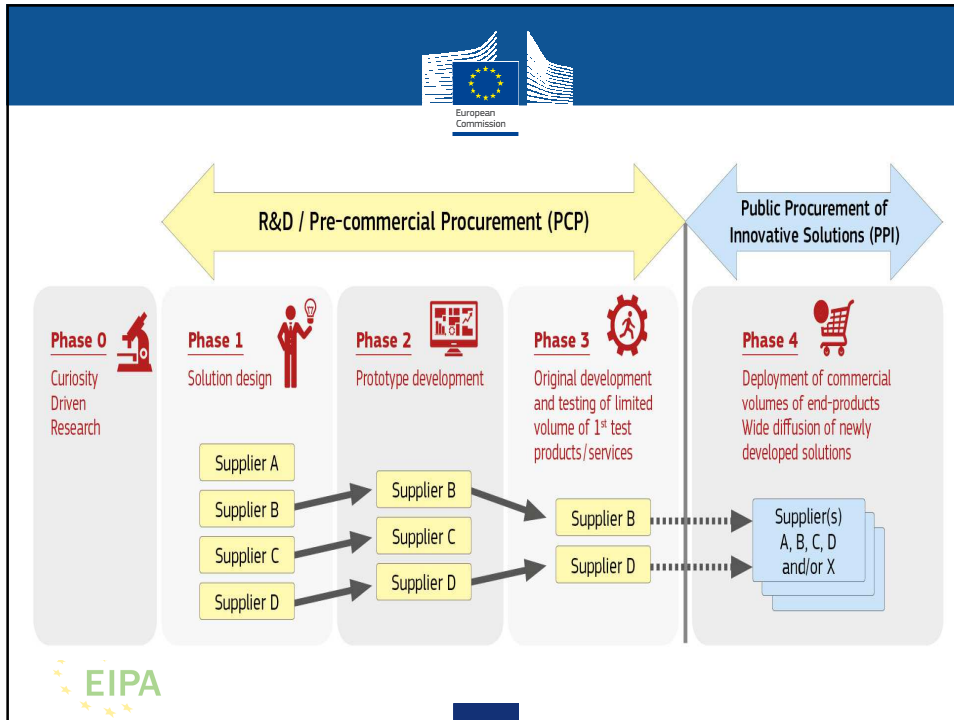 European
Commission
R&D / Pre-commercial Procurement (PCP)
Public Procurement of
Innovative Solutions (PPI)
Phase 0
Curiosity
Driven
Research
Phase 1
Solution design
Supplier A
Supplier B
Supplier C
Supplier D
Phase 2
Prototype development
Supplier B
Supplier C
Supplier D
Phase 3
Original development
and testing of limited
volume of 1st test
products/services
Supplier B
Supplier D
Phase 4
Deployment of commercial
volumes of end-products
Wide diffusion of newly
developed solutions
Supplier(s)
A, B, C, D
and/or X
EIPA